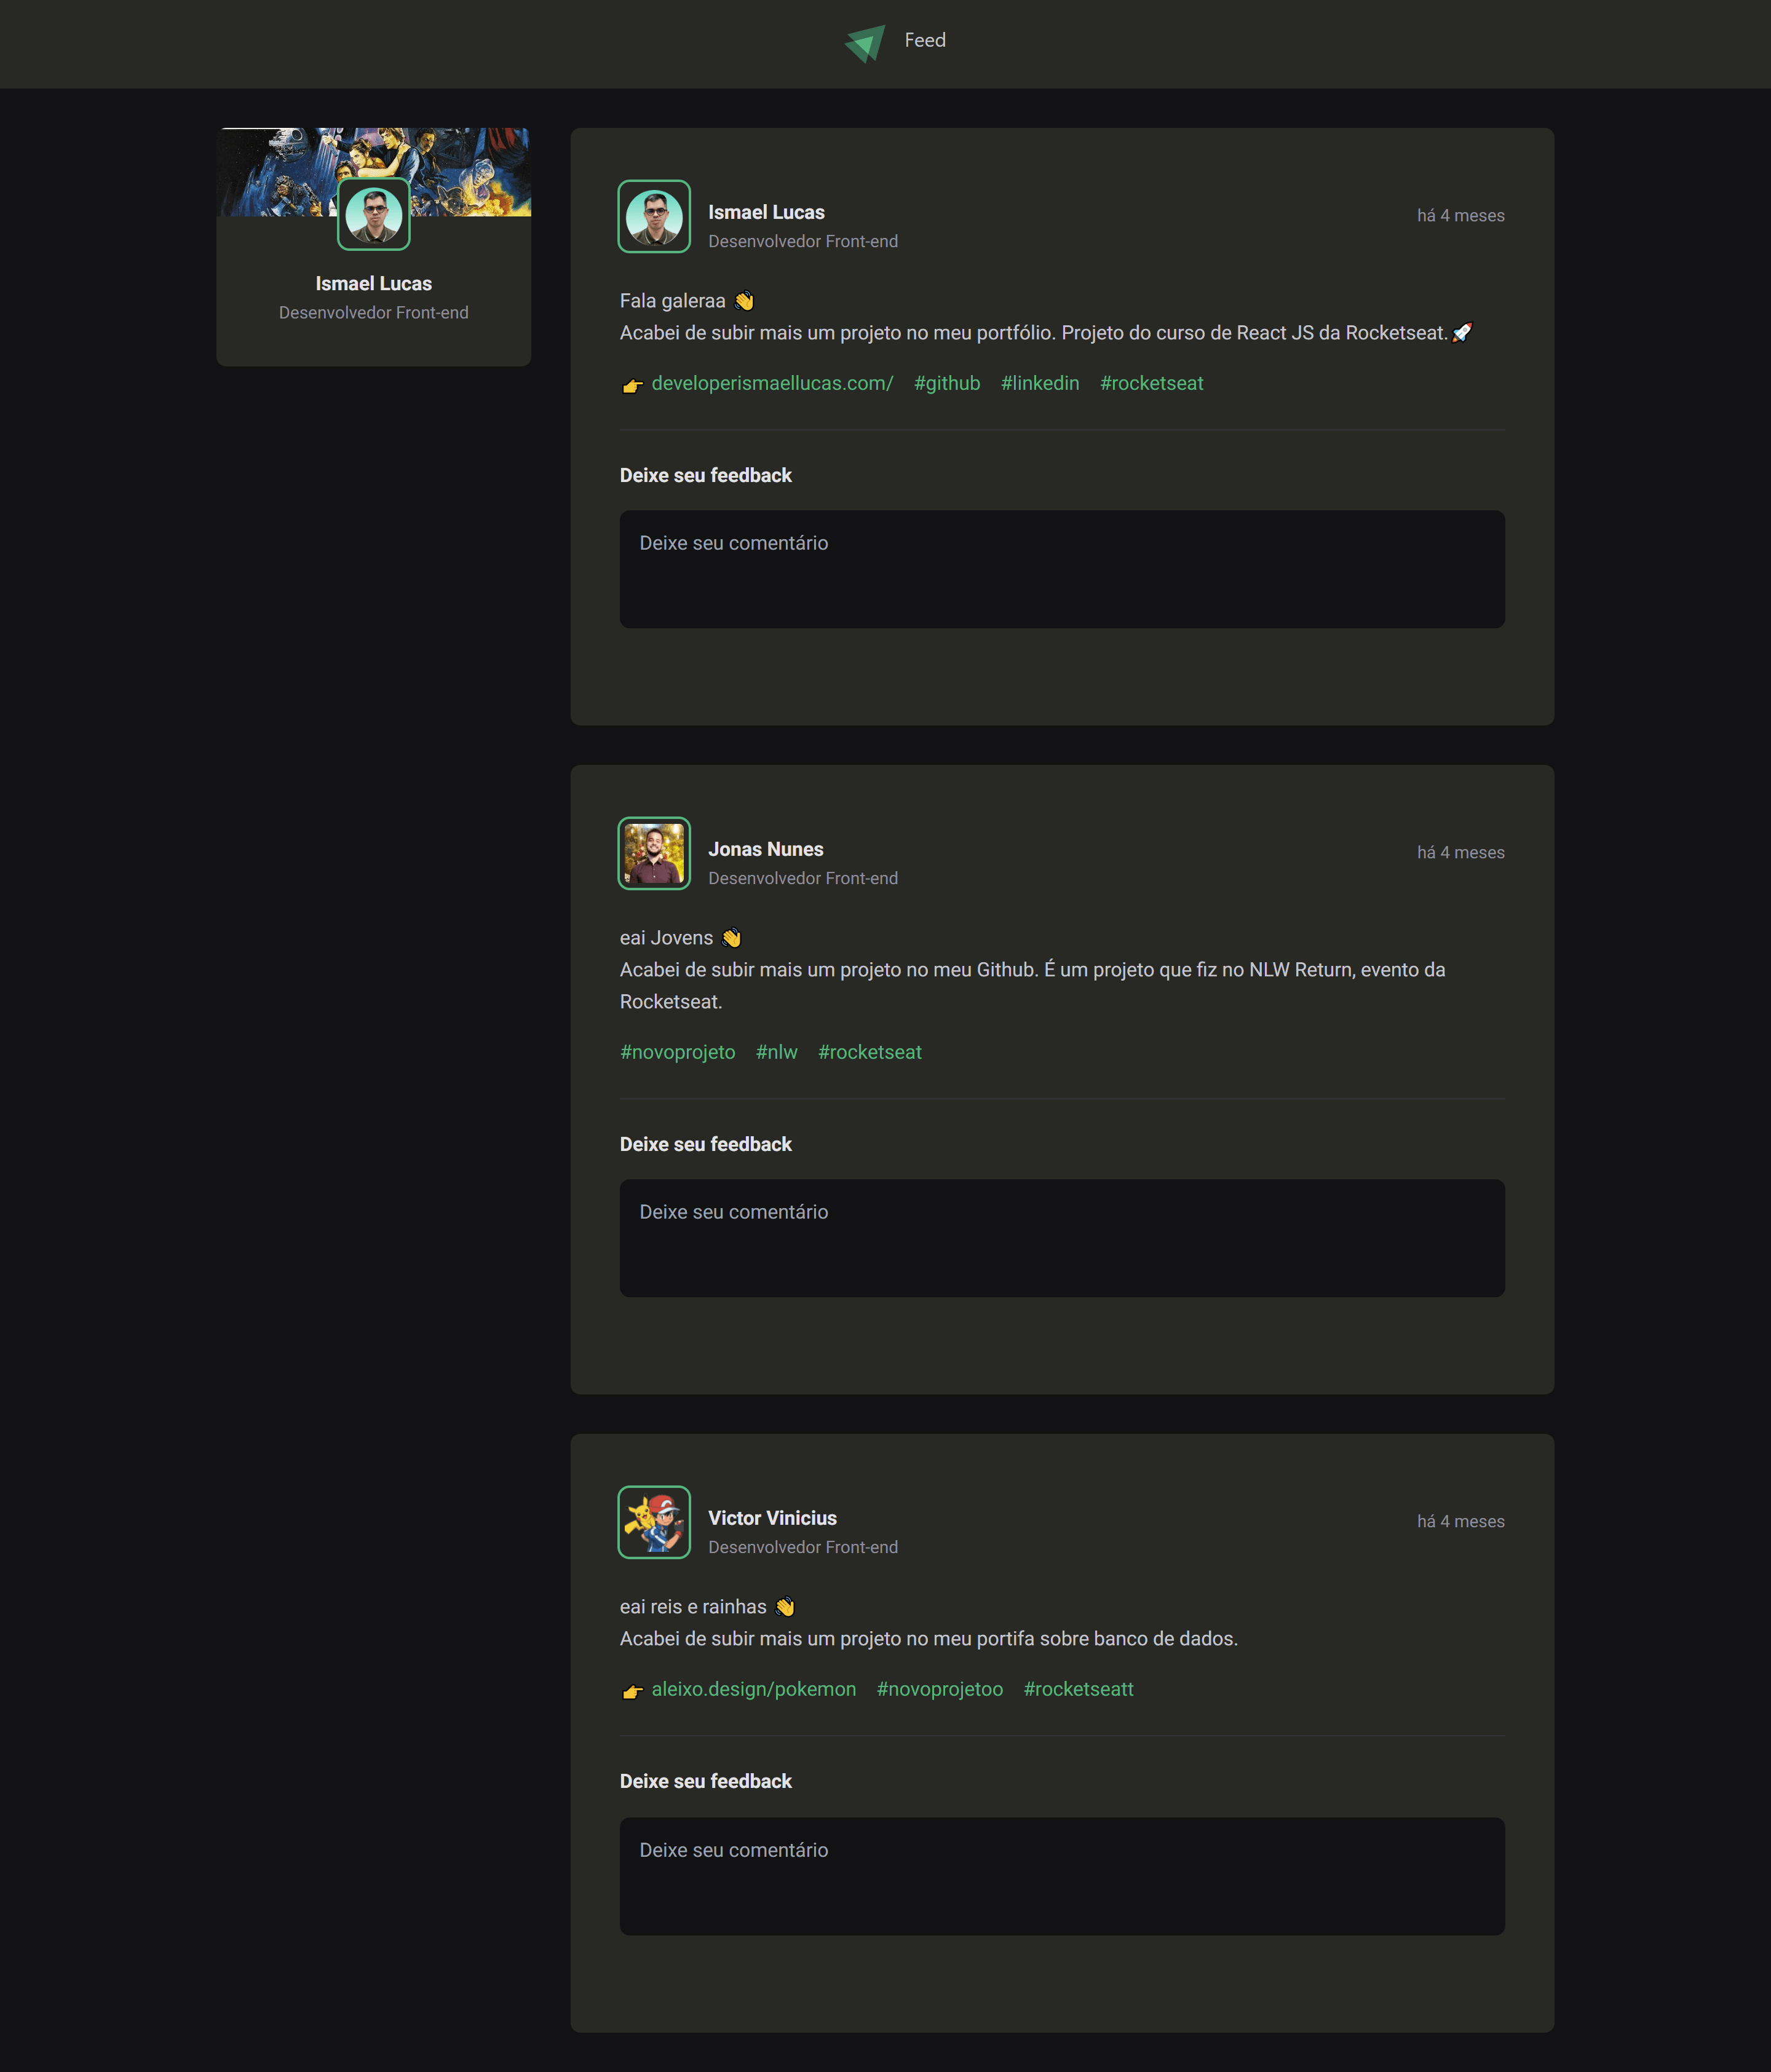 Feed
Ismael Lucas
Desenvolvedor Front-end
Ismael Lucas
Desenvolvedor Front-end
há 4 meses
Fala galeraa 👋
Acabei de subir mais um projeto no meu portfólio. Projeto do curso de React JS da Rocketseat.🚀
👉 developerismaellucas.com/ #github #linkedin #rocketseat
Deixe seu feedback
Deixe seu comentário
Jonas Nunes
Desenvolvedor Front-end
há 4 meses
eai Jovens 👋
Acabei de subir mais um projeto no meu Github. É um projeto que fiz no NLW Return, evento da
Rocketseat.
#novoprojeto #nlw #rocketseat
Deixe seu feedback
Deixe seu comentário
Victor Vinicius
Desenvolvedor Front-end
há 4 meses
eai reis e rainhas 👋
Acabei de subir mais um projeto no meu portifa sobre banco de dados.
👉 aleixo.design/pokemon #novoprojetoo #rocketseatt
Deixe seu feedback
Deixe seu comentário